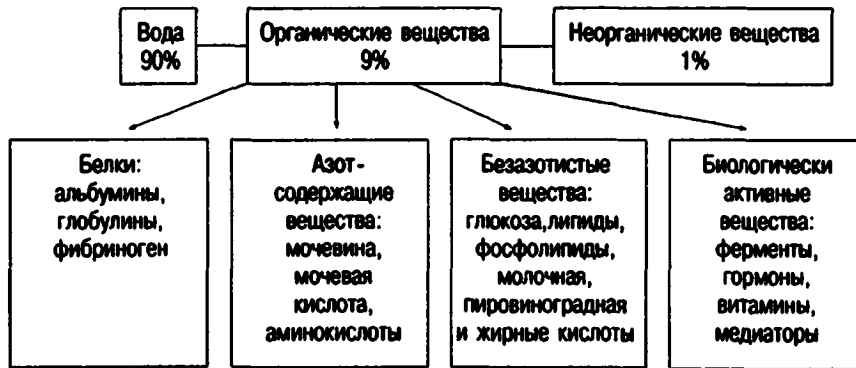 Вода
90%
Органические вещества
9%
Неорганические вещества
1%
Белки:
альбумины,
глобулины,
фибриноген
Азот-
содержащие
вещества:
мочевина,
мочевая
кислота,
аминокислоты
Безазотистые
вещества:
глюкоза,липиды,
фосфолипиды,
молочная,
пировиноградная
и жирные кислоты
Биологически
активные
вещества:
ферменты,
гормоны,
витамины,
медиаторы